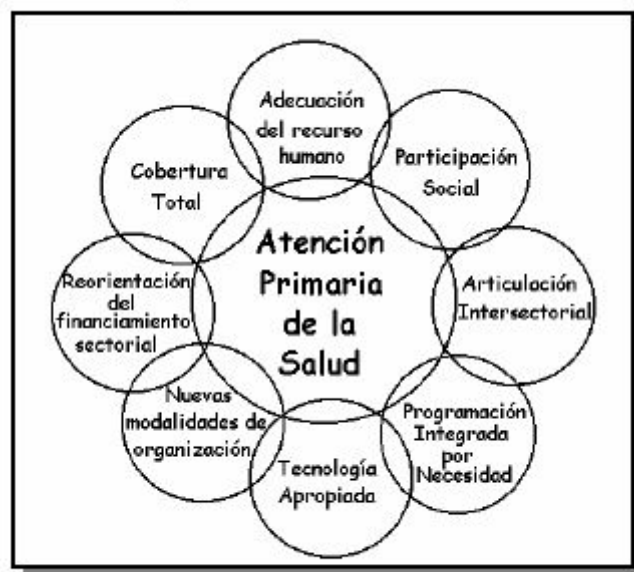 Adecuación
del recurso
humano
Participación
Social
Articulación
Intersectorial
Programación
Integrada
por
Necesidad
Tecnología
Apropiada
Nuevas
modalidades de
organización
Reorientación
del
financiamiento
sectorial
Cobertura
Total
Atención
Primaria
de la
Salud